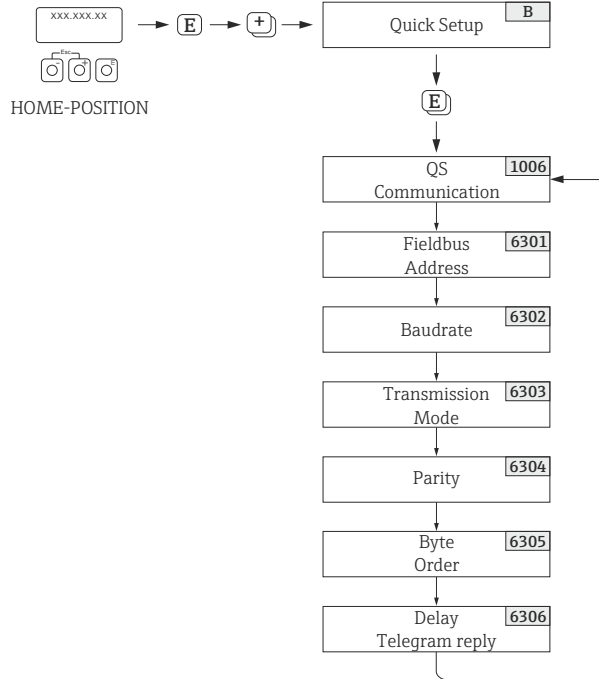 XXX.XXX.XX
Esc
- + E
HOME-POSITION
E
+
B
Quick Setup
E
1006
QS
Communication
6301
Fieldbus
Address
6302
Baudrate
6303
Transmission
Mode
6304
Parity
6305
Byte
Order
6306
Delay
Telegram reply